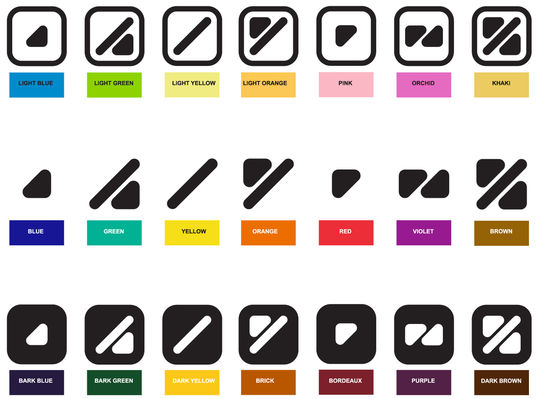 LIGHT BLUE
LIGHT GREEN
LIGHT YELLOW
LIGHT ORANGE
PINK
ORCHID
KHAKI
BLUE
GREEN
YELLOW
ORANGE
RED
VIOLET
BROWN
BARK BLUE
BARK GREEN
DARK YELLOW
BRICK
BORDEAUX
PURPLE
DARK BROWN